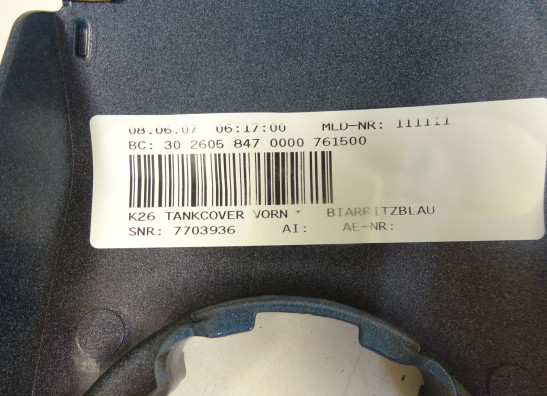 08.06.07 06:17:00 MLD-NR: 111111
BC: 30 2605 847 0000 761500
K26 TANKCOVER VORN - BIARRITZBLAU
SNR: 7703936 AI: AE-NR: